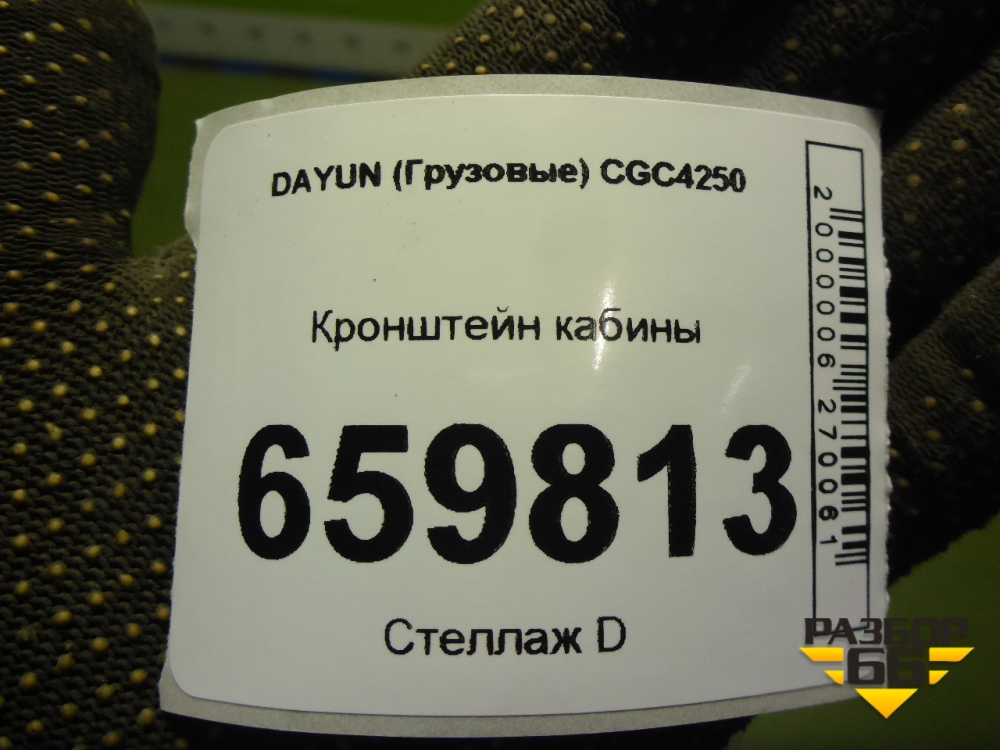 DAYUN (Грузовые) CGC4250
Кронштейн кабины
659813
Стеллаж D
2000006270061
РАЗБОР
66